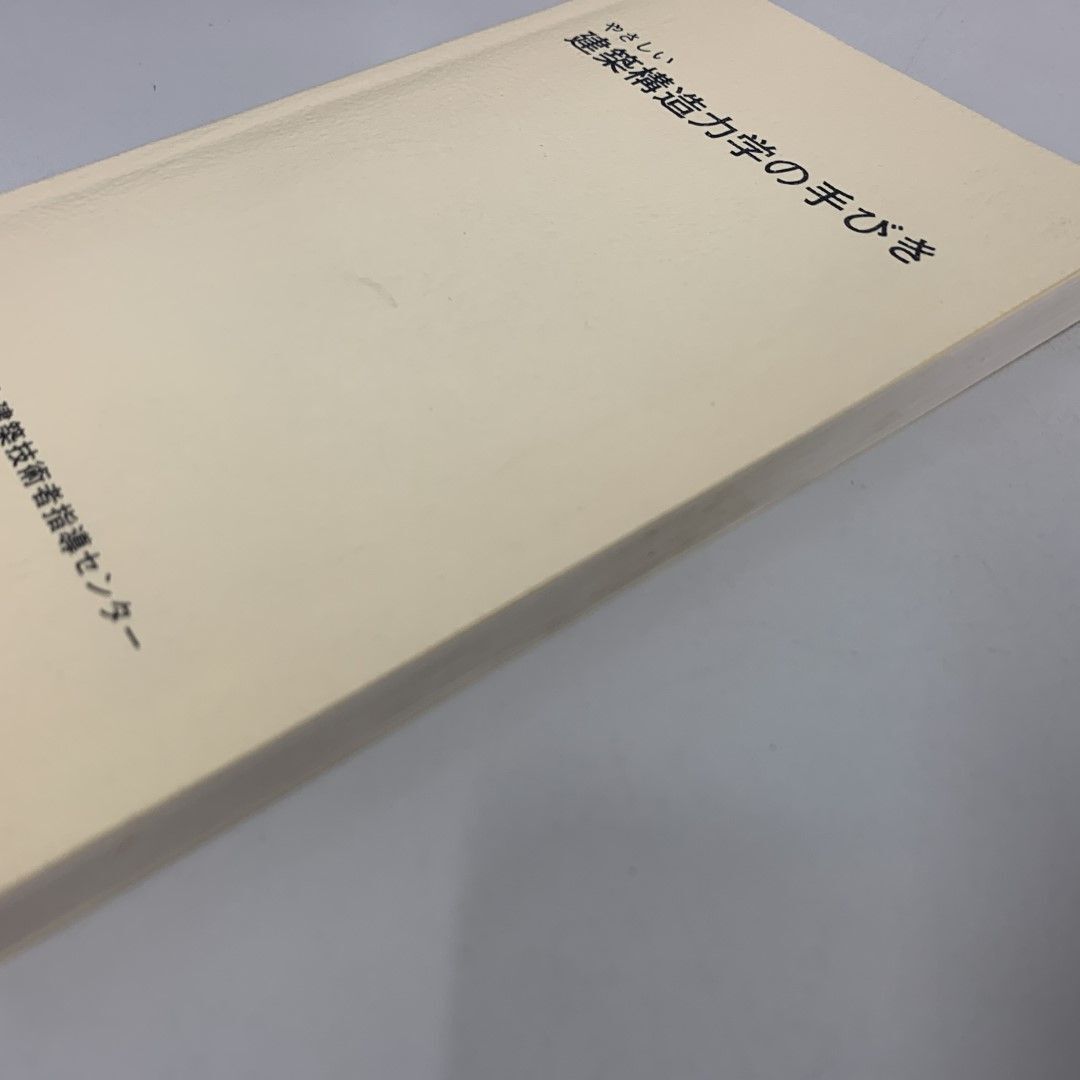 やさしい
建築構造力学の手びき
建築技術者指導センター